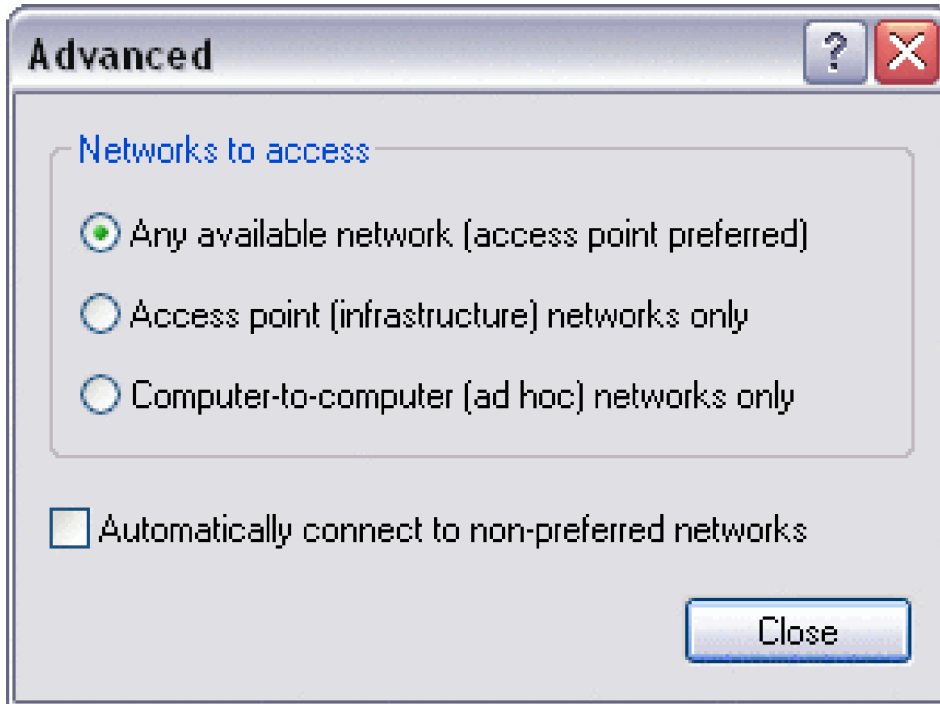 Advanced
?
Networks to access
Any available network (access point preferred)
Access point (infrastructure) networks only
Computer-to-computer (ad hoc) networks only
Automatically connect to non-preferred networks
Close